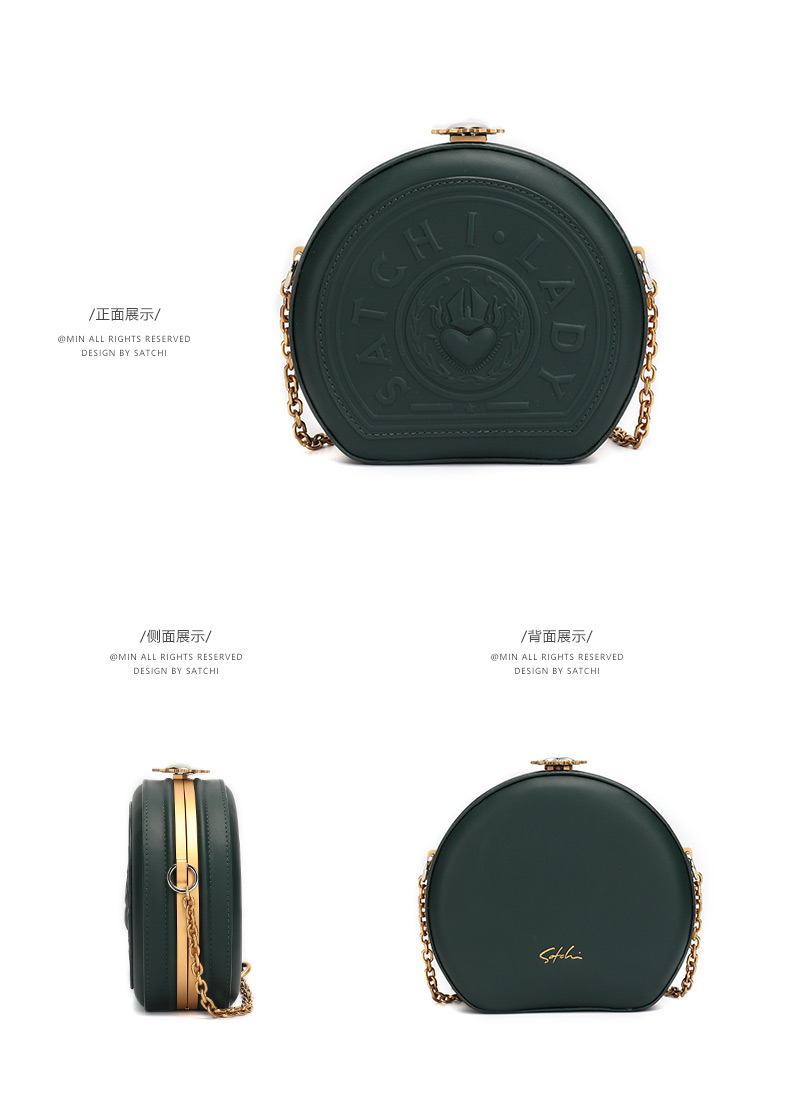 SATCHI·LADY
/正面展示/
@MIN ALL RIGHTS RESERVED
DESIGN BY SATCHI
/侧面展示/
@MIN ALL RIGHTS RESERVED
DESIGN BY SATCHI
/背面展示/
@MIN ALL RIGHTS RESERVED
DESIGN BY SATCHI
Satchi